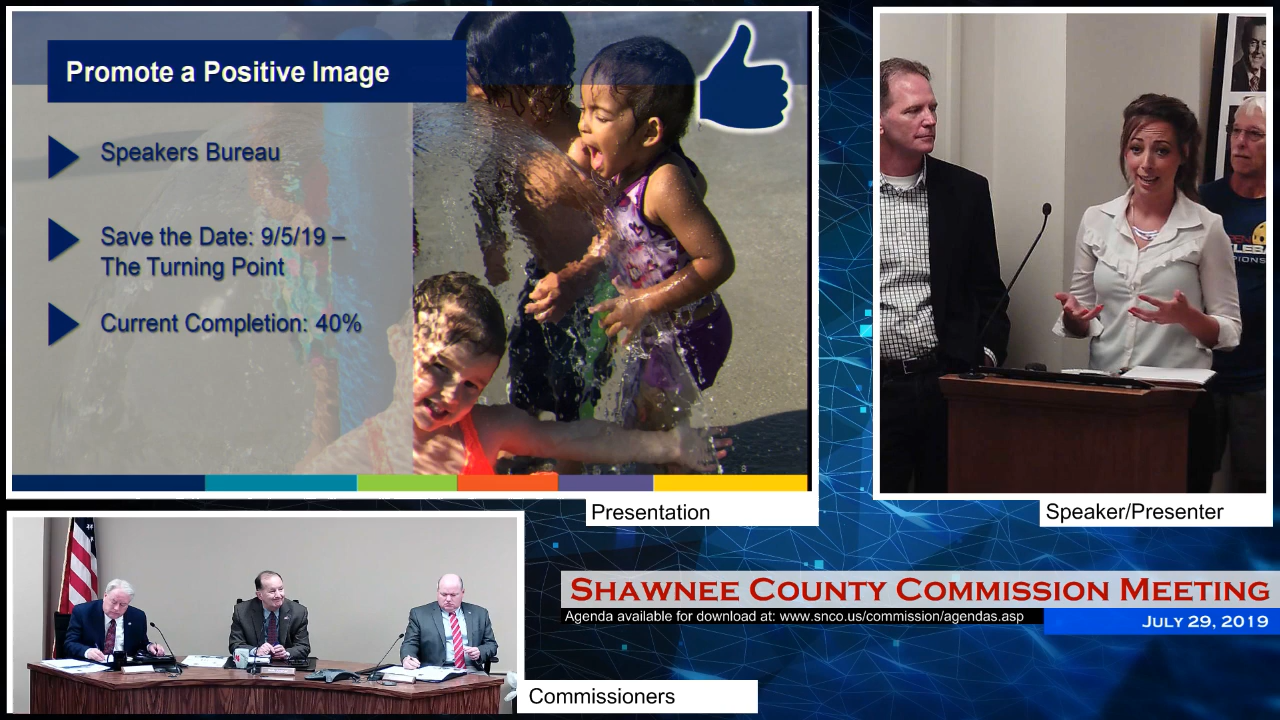 Promote a Positive Image
Speakers Bureau
Save the Date: 9/5/19 –
The Turning Point
Current Completion: 40%
8
Presentation
Speaker/Presenter
SHAWNEE COUNTY COMMISSION MEETING
Agenda available for download at: www.snco.us/commission/agendas.asp
JULY 29, 2019
Commissioners